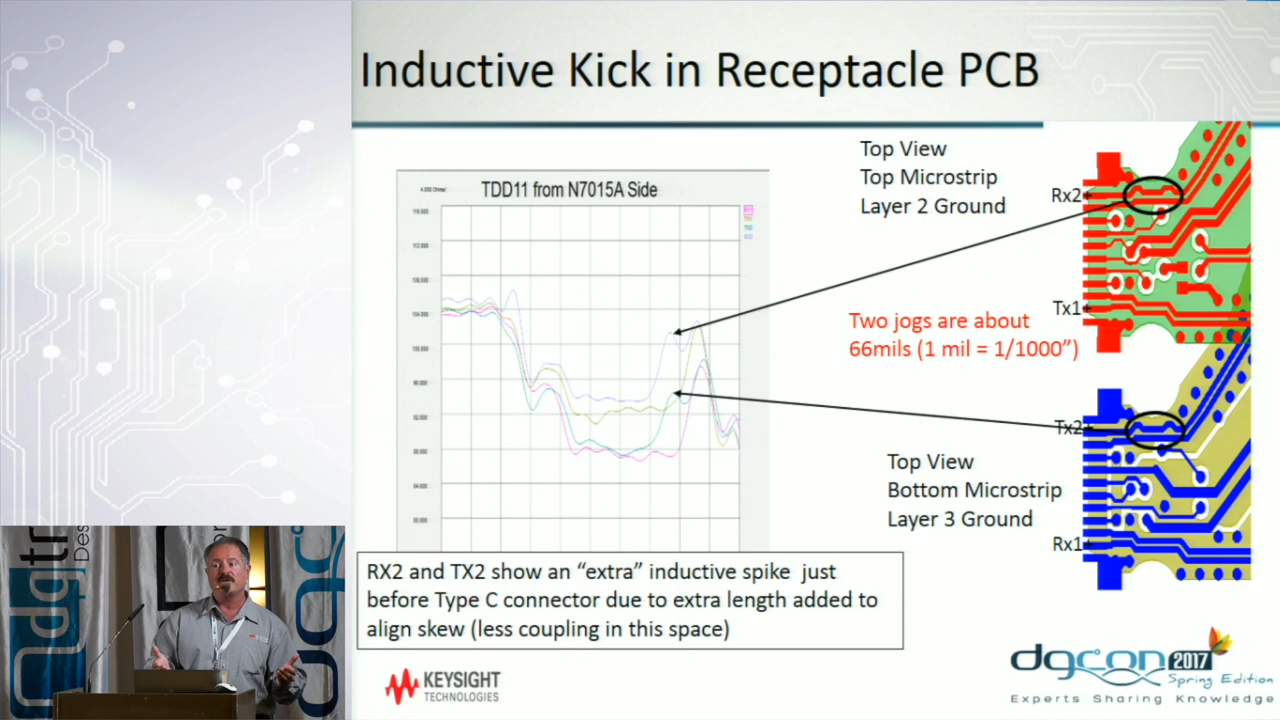 Inductive Kick in Receptacle PCB
TDD11 from N7015A Side
Top View
Top Microstrip
Layer 2 Ground
Rx2+
Tx1+
Two jogs are about
66mils (1 mil = 1/1000")
Tx2+
Rx1+
Top View
Bottom Microstrip
Layer 3 Ground
RX2 and TX2 show an “extra” inductive spike just
before Type C connector due to extra length added to
align skew (less coupling in this space)
KEYSIGHT
TECHNOLOGIES
dgcon 2017
Spring Edition
Experts Sharing Knowledge
dgtr
Des